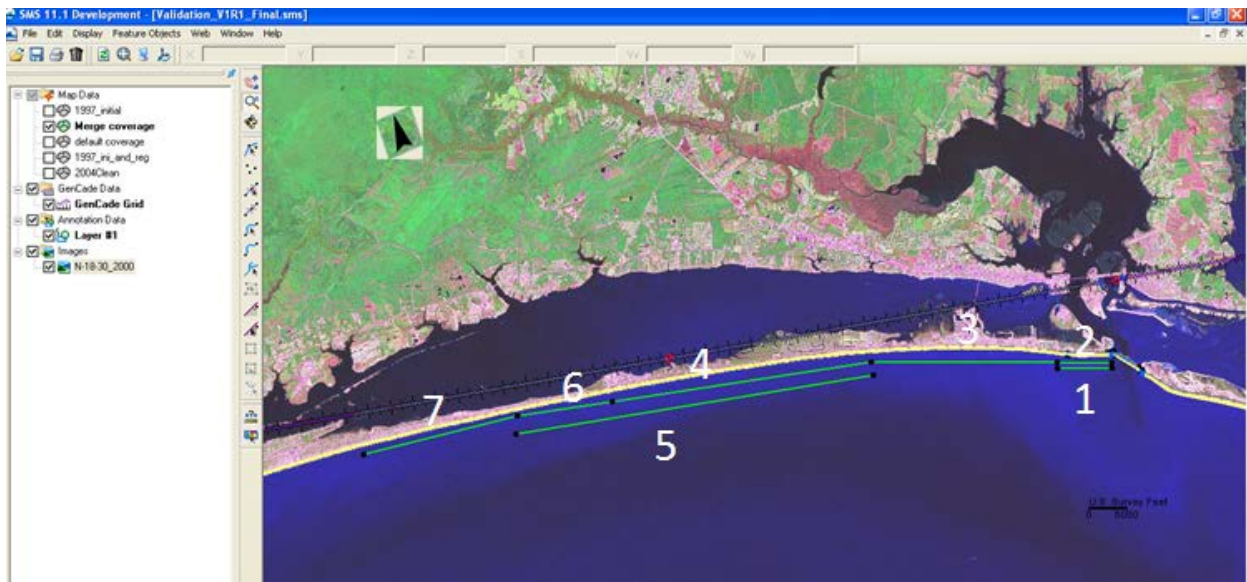 SMS 11.1 Development - [Validation_V1R1_Final.sms]
File Edit Display Feature Objects Web Window Help
X Y Z S Vx Vy
Map Data
1997_initial
Merge coverage
default coverage
1997_ini_and_reg
2004Clean
GenCade Data
GenCade Grid
Annotation Data
Layer #1
Images
N-18-30_2000
3
2
4
6
1
7
5
U.S. Survey Feet
0 5000